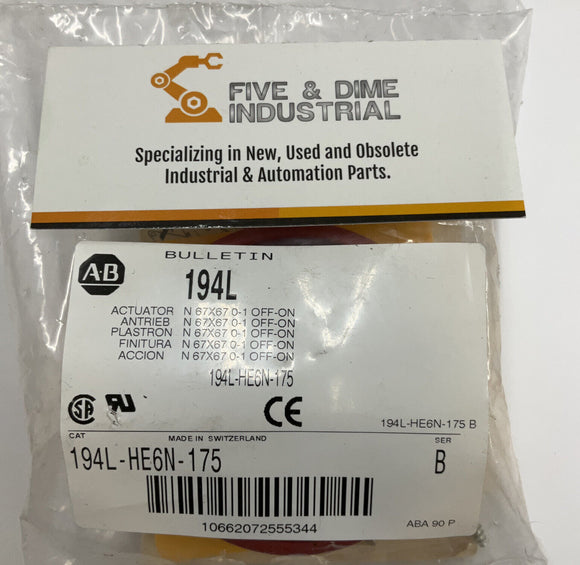 FIVE & DIME
INDUSTRIAL
Specializing in New, Used and Obsolete
Industrial & Automation Parts.
BULLETIN
A-B
194L
ACTUATOR N 67X67 0-1 OFF-ON
ANTRIEB N 67X67 0-1 OFF-ON
PLASTRON N 67X67 0-1 OFF-ON
FINITURA N 67X67 0-1 OFF-ON
ACCION N 67X67 0-1 OFF-ON
194L-HE6N-175
SA RU CE
194L-HE6N-175 B
CAT MADE IN SWITZERLAND SER
194L-HE6N-175 B
10662072555344
ABA 90 P